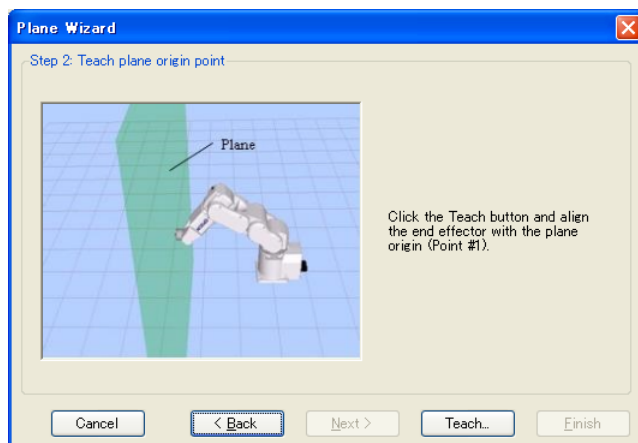 Plane Wizard
Step 2: Teach plane origin point
Plane
Click the Teach button and align
the end effector with the plane
origin (Point #1).
Cancel
< Back
Next >
Teach...
Finish